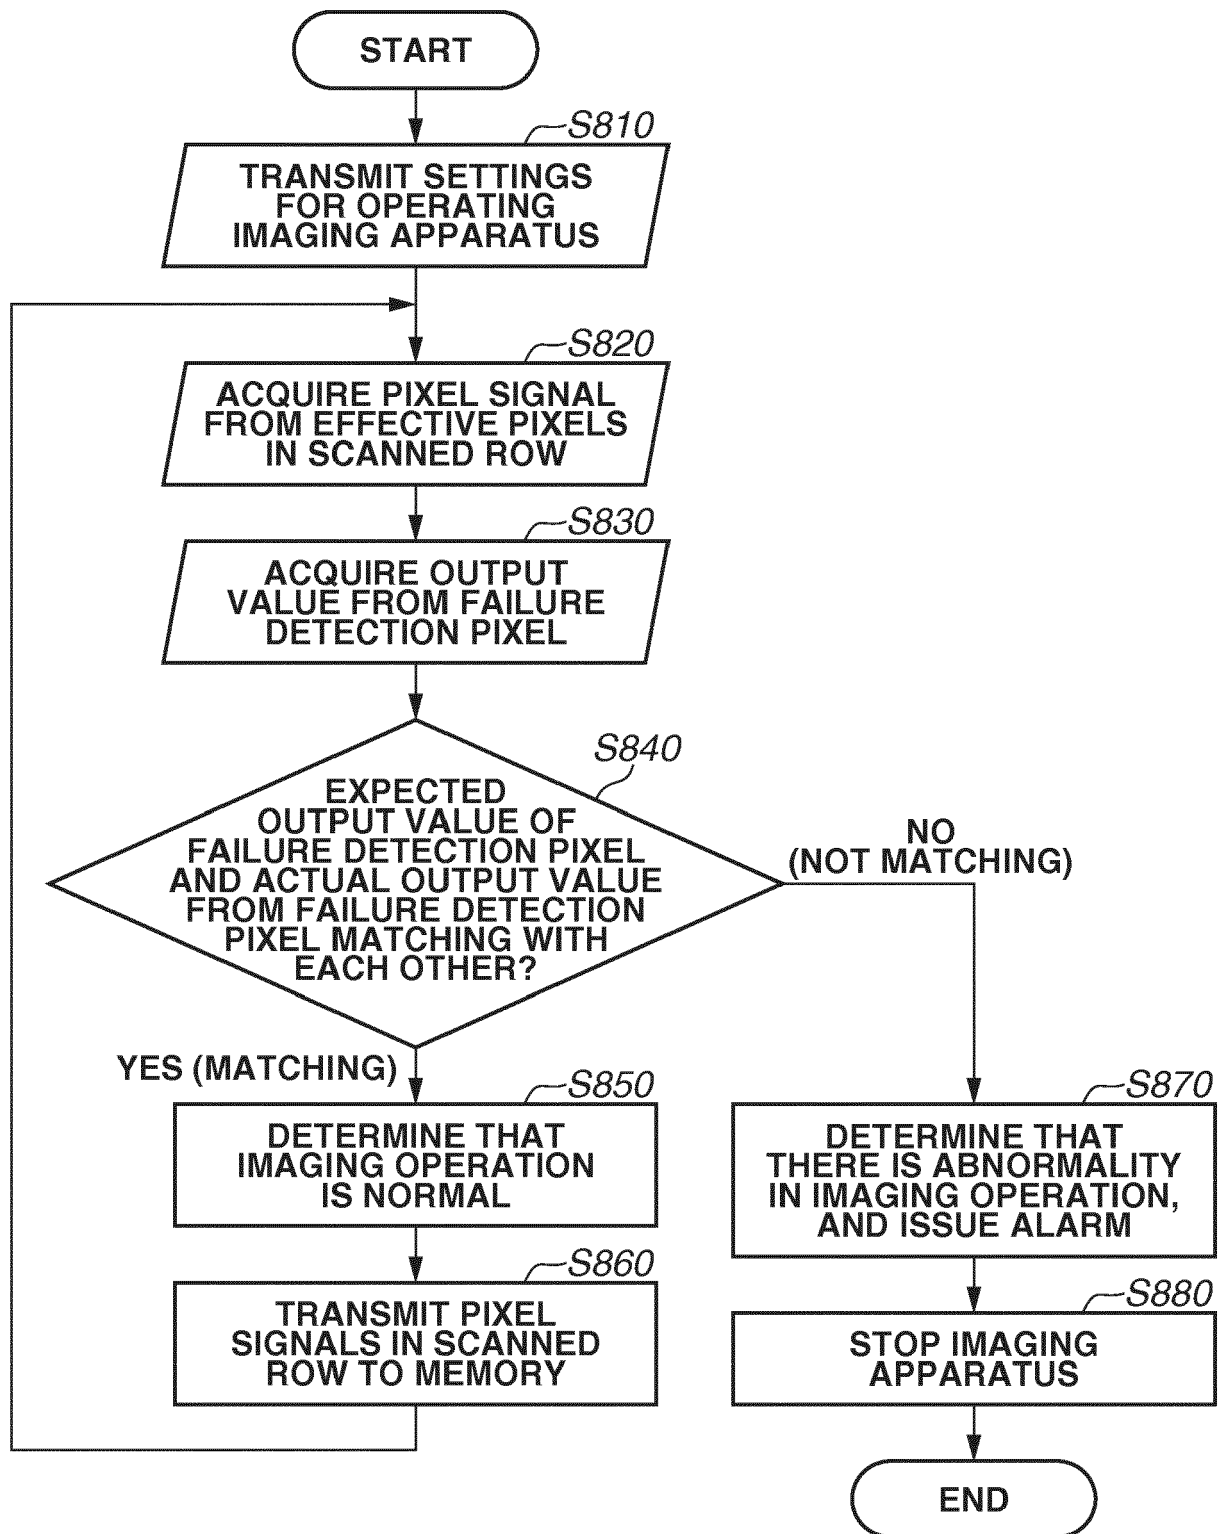 START
S810
TRANSMIT SETTINGS
FOR OPERATING
IMAGING APPARATUS
S820
ACQUIRE PIXEL SIGNAL
FROM EFFECTIVE PIXELS
IN SCANNED ROW
S830
ACQUIRE OUTPUT
VALUE FROM FAILURE
DETECTION PIXEL
S840
EXPECTED
OUTPUT VALUE OF
FAILURE DETECTION PIXEL
AND ACTUAL OUTPUT VALUE
FROM FAILURE DETECTION
PIXEL MATCHING WITH
EACH OTHER?
NO
(NOT MATCHING)
YES (MATCHING)
S850
DETERMINE THAT
IMAGING OPERATION
IS NORMAL
S860
TRANSMIT PIXEL
SIGNALS IN SCANNED
ROW TO MEMORY
S870
DETERMINE THAT
THERE IS ABNORMALITY
IN IMAGING OPERATION,
AND ISSUE ALARM
S880
STOP IMAGING
APPARATUS
END